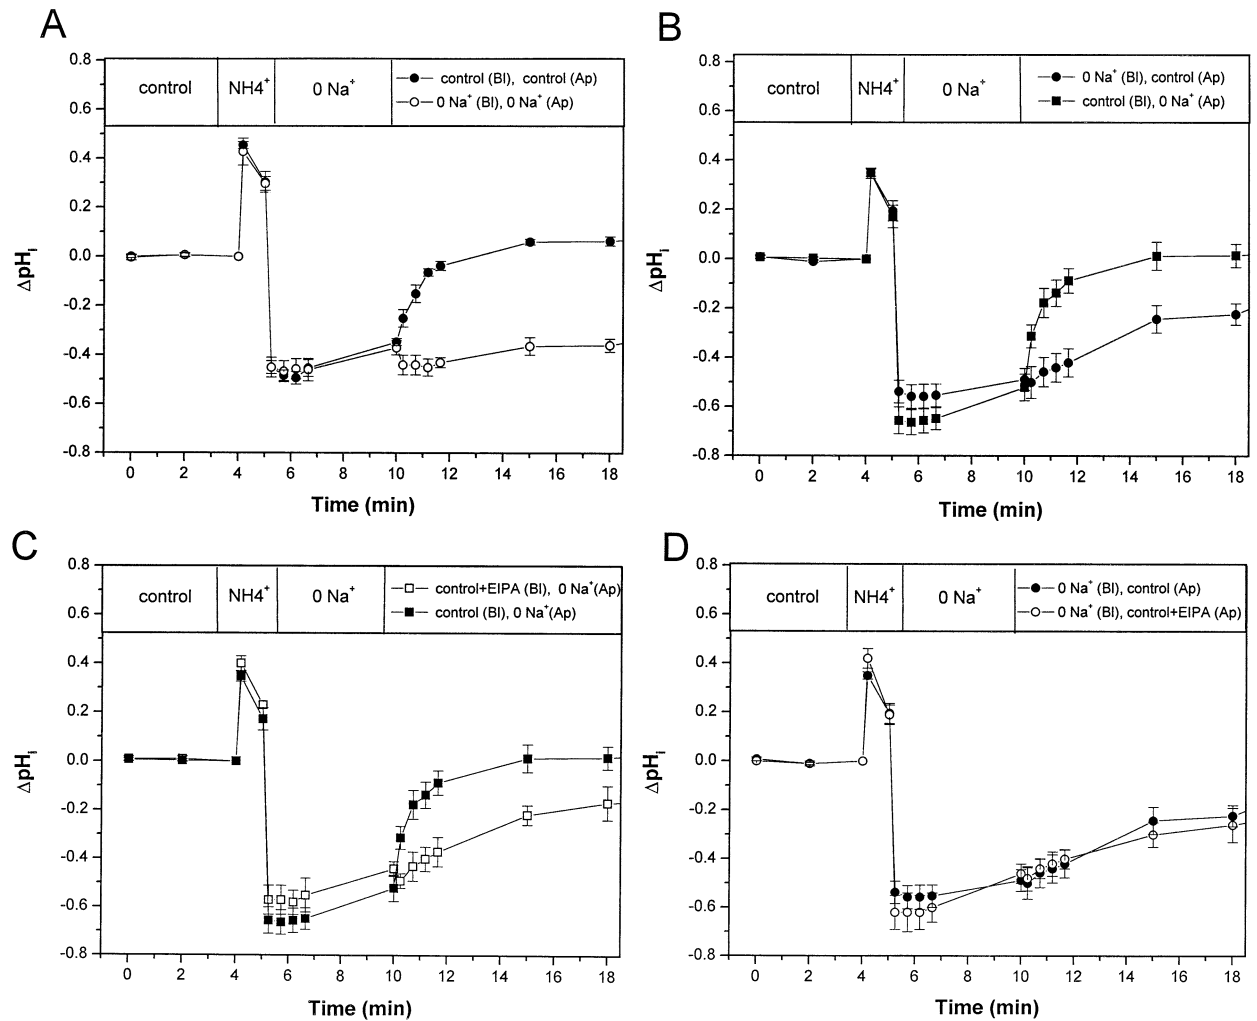 A
0.8
0.6
0.4
0.2
0.0
-0.2
-0.4
-0.6
-0.8
ΔpHi
control
NH4+
0 Na+
control (Bl), control (Ap)
0 Na+ (Bl), 0 Na+ (Ap)
0 2 4 6 8 10 12 14 16 18
Time (min)
B
0.8
0.6
0.4
0.2
0.0
-0.2
-0.4
-0.6
-0.8
ΔpHi
control
NH4+
0 Na+
0 Na+ (Bl), control (Ap)
control (Bl), 0 Na+ (Ap)
0 2 4 6 8 10 12 14 16 18
Time (min)
C
0.8
0.6
0.4
0.2
0.0
-0.2
-0.4
-0.6
-0.8
ΔpHi
control
NH4+
0 Na+
control+EIPA (Bl), 0 Na+(Ap)
control (Bl), 0 Na+(Ap)
0 2 4 6 8 10 12 14 16 18
Time (min)
D
0.8
0.6
0.4
0.2
0.0
-0.2
-0.4
-0.6
-0.8
ΔpHi
control
NH4+
0 Na+
0 Na+ (Bl), control (Ap)
0 Na+ (Bl), control+EIPA (Ap)
0 2 4 6 8 10 12 14 16 18
Time (min)